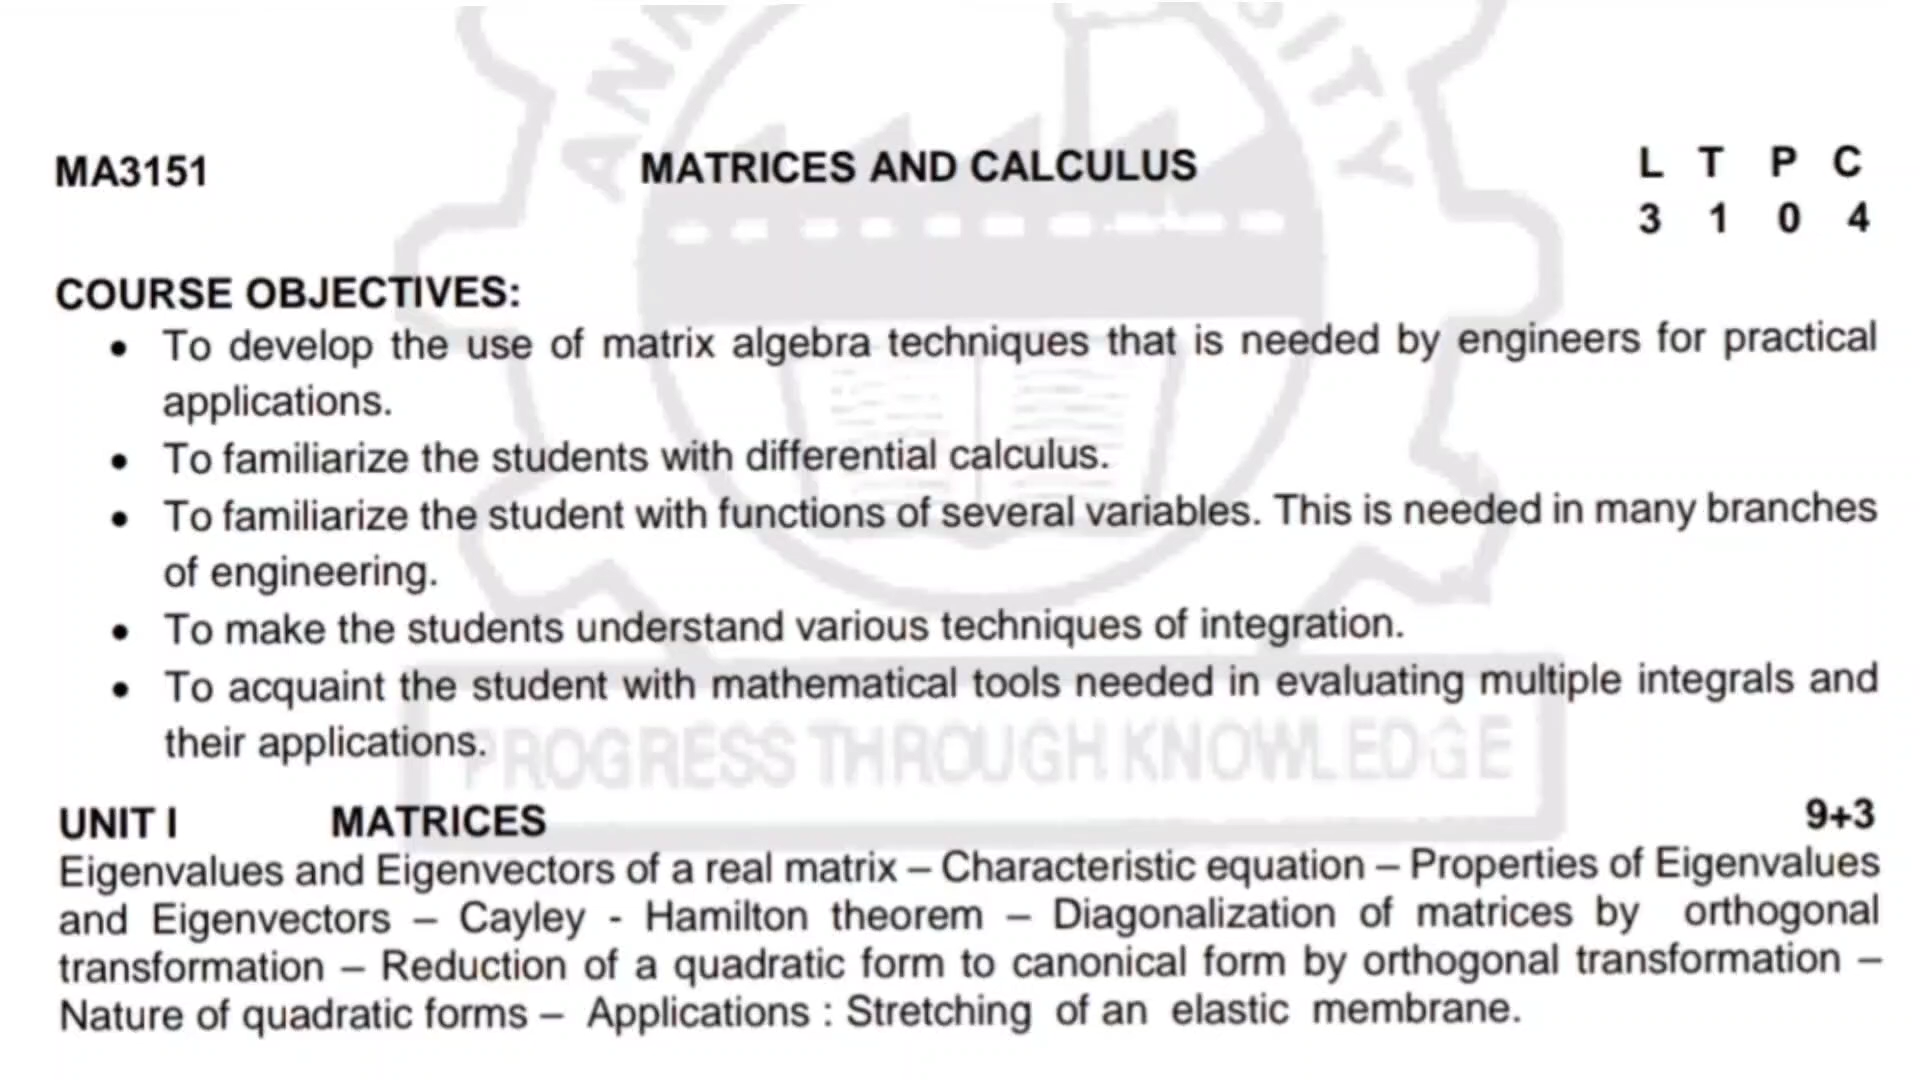 MA3151 MATRICES AND CALCULUS L T P C
3 1 0 4
COURSE OBJECTIVES:
• To develop the use of matrix algebra techniques that is needed by engineers for practical
applications.
• To familiarize the students with differential calculus.
• To familiarize the student with functions of several variables. This is needed in many branches
of engineering.
• To make the students understand various techniques of integration.
• To acquaint the student with mathematical tools needed in evaluating multiple integrals and
their applications.
PROGRESS THROUGH KNOWLEDGE
UNIT I MATRICES 9+3
Eigenvalues and Eigenvectors of a real matrix – Characteristic equation – Properties of Eigenvalues
and Eigenvectors – Cayley - Hamilton theorem – Diagonalization of matrices by orthogonal
transformation – Reduction of a quadratic form to canonical form by orthogonal transformation –
Nature of quadratic forms – Applications : Stretching of an elastic membrane.